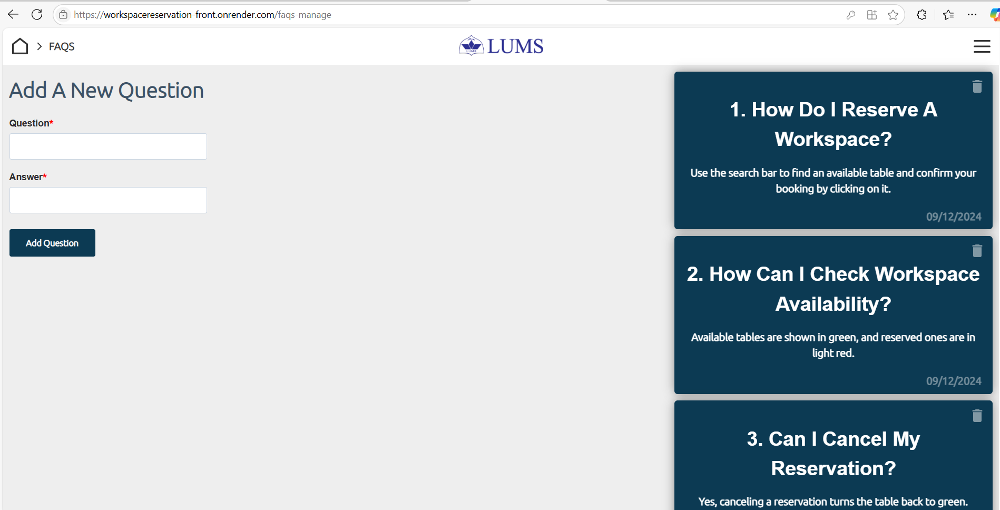 https://workspacereservation-front.onrender.com/faqs-manage
FAQS
LUMS
LUMS
Add A New Question
Question*
Answer*
Add Question
1. How Do I Reserve A
Workspace?
Use the search bar to find an available table and confirm your
booking by clicking on it.
09/12/2024
2. How Can I Check Workspace
Availability?
Available tables are shown in green, and reserved ones are in
light red.
09/12/2024
3. Can I Cancel My
Reservation?
Yes, canceling a reservation turns the table back to green.